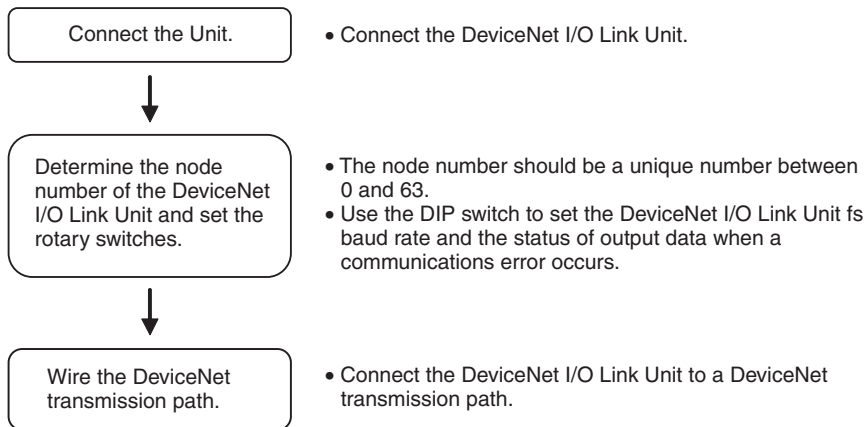 Connect the Unit.
• Connect the DeviceNet I/O Link Unit.
Determine the node
number of the DeviceNet
I/O Link Unit and set the
rotary switches.
• The node number should be a unique number between
0 and 63.
• Use the DIP switch to set the DeviceNet I/O Link Unit fs
baud rate and the status of output data when a
communications error occurs.
Wire the DeviceNet
transmission path.
• Connect the DeviceNet I/O Link Unit to a DeviceNet
transmission path.